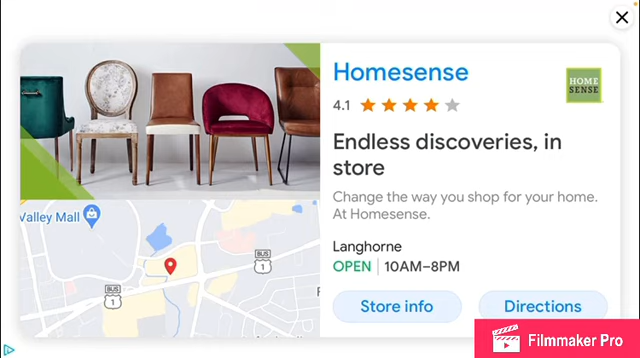 Homesense
HOME
SENSE
4.1
Endless discoveries, in
store
Change the way you shop for your home.
At Homesense.
Langhorne
OPEN 10AM–8PM
Store info
Directions
Valley Mall
BUS
1
BUS
1
Filmmaker Pro